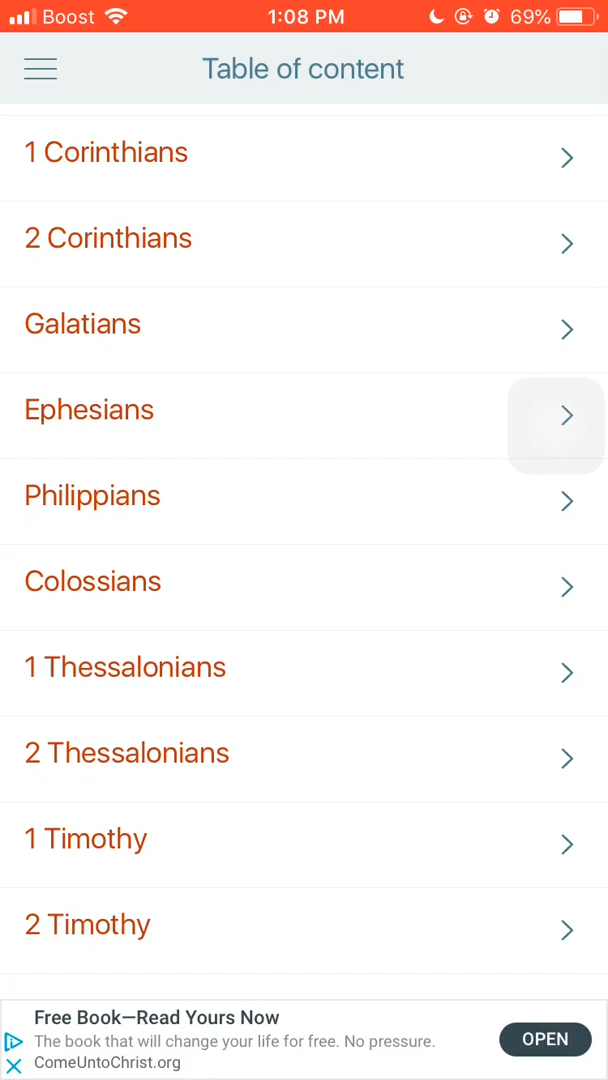 Boost 1:08 PM 69%
Table of content
1 Corinthians
2 Corinthians
Galatians
Ephesians
Philippians
Colossians
1 Thessalonians
2 Thessalonians
1 Timothy
2 Timothy
Free Book—Read Yours Now
The book that will change your life for free. No pressure.
ComeUntoChrist.org
OPEN